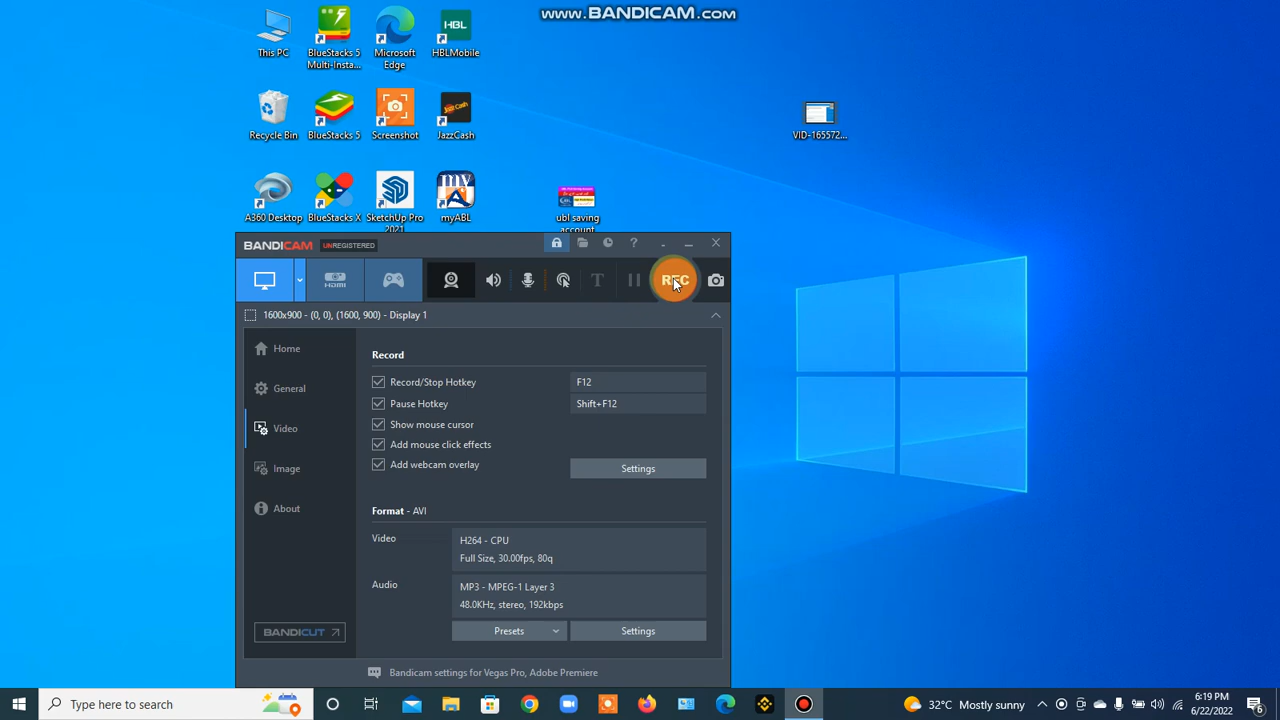 www.BANDICAM.com
This PC
BlueStacks 5
Multi-Insta...
Microsoft
Edge
HBL
HBLMobile
VID-165572...
Recycle Bin
BlueStacks 5
Screenshot
JazzCash
A360 Desktop
BlueStacks X
SketchUp Pro
2021
myABL
ubl saving
account
BANDICAM
UNREGISTERED
?
HDMI
T
REC
1600x900 - (0, 0), (1600, 900) - Display 1
Home
General
Video
Image
About
BANDICUT
Record
Record/Stop Hotkey
F12
Pause Hotkey
Shift+F12
Show mouse cursor
Add mouse click effects
Add webcam overlay
Settings
Format - AVI
Video
H264 - CPU
Full Size, 30.00fps, 80q
Audio
MP3 - MPEG-1 Layer 3
48.0KHz, stereo, 192kbps
Presets
Settings
Bandicam settings for Vegas Pro, Adobe Premiere
Type here to search
32°C Mostly sunny
6:19 PM
6/22/2022
6